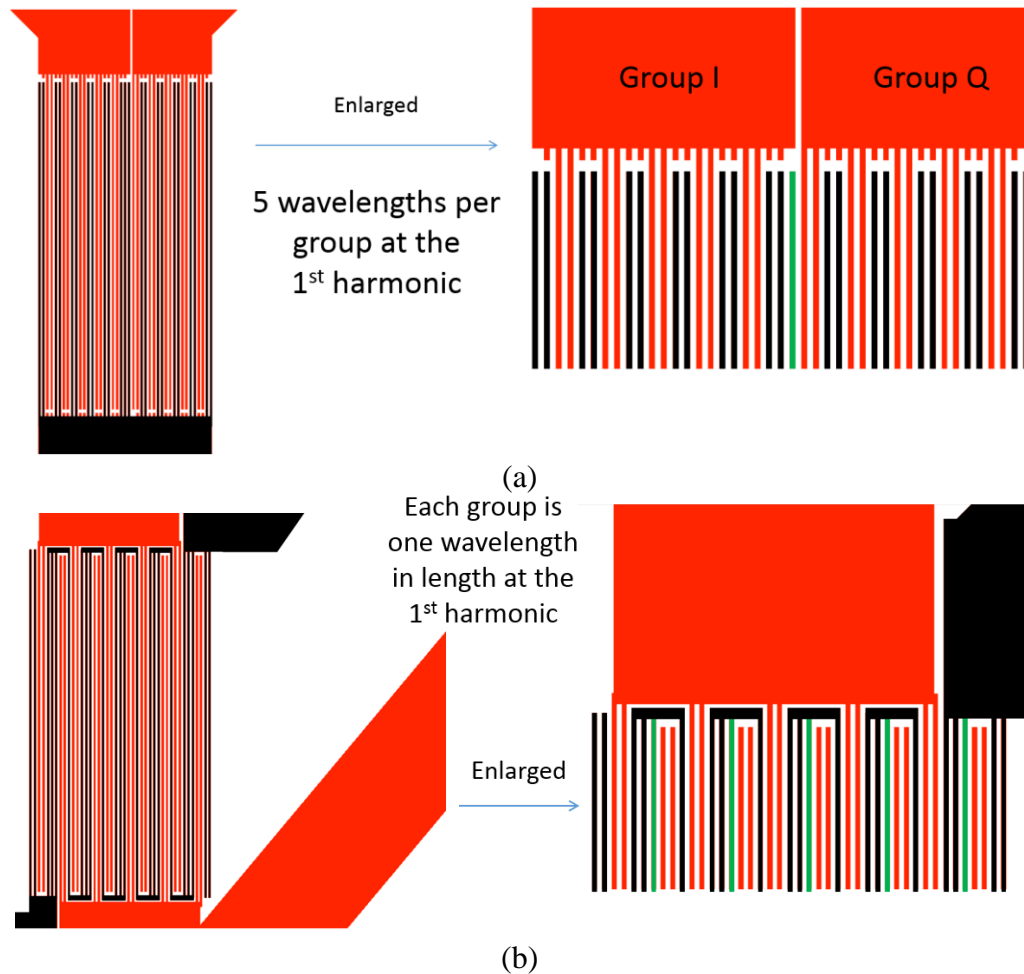 Group I
Group Q
Enlarged
5 wavelengths per
group at the
1st harmonic
(a)
Each group is
one wavelength
in length at the
1st harmonic
Enlarged
(b)